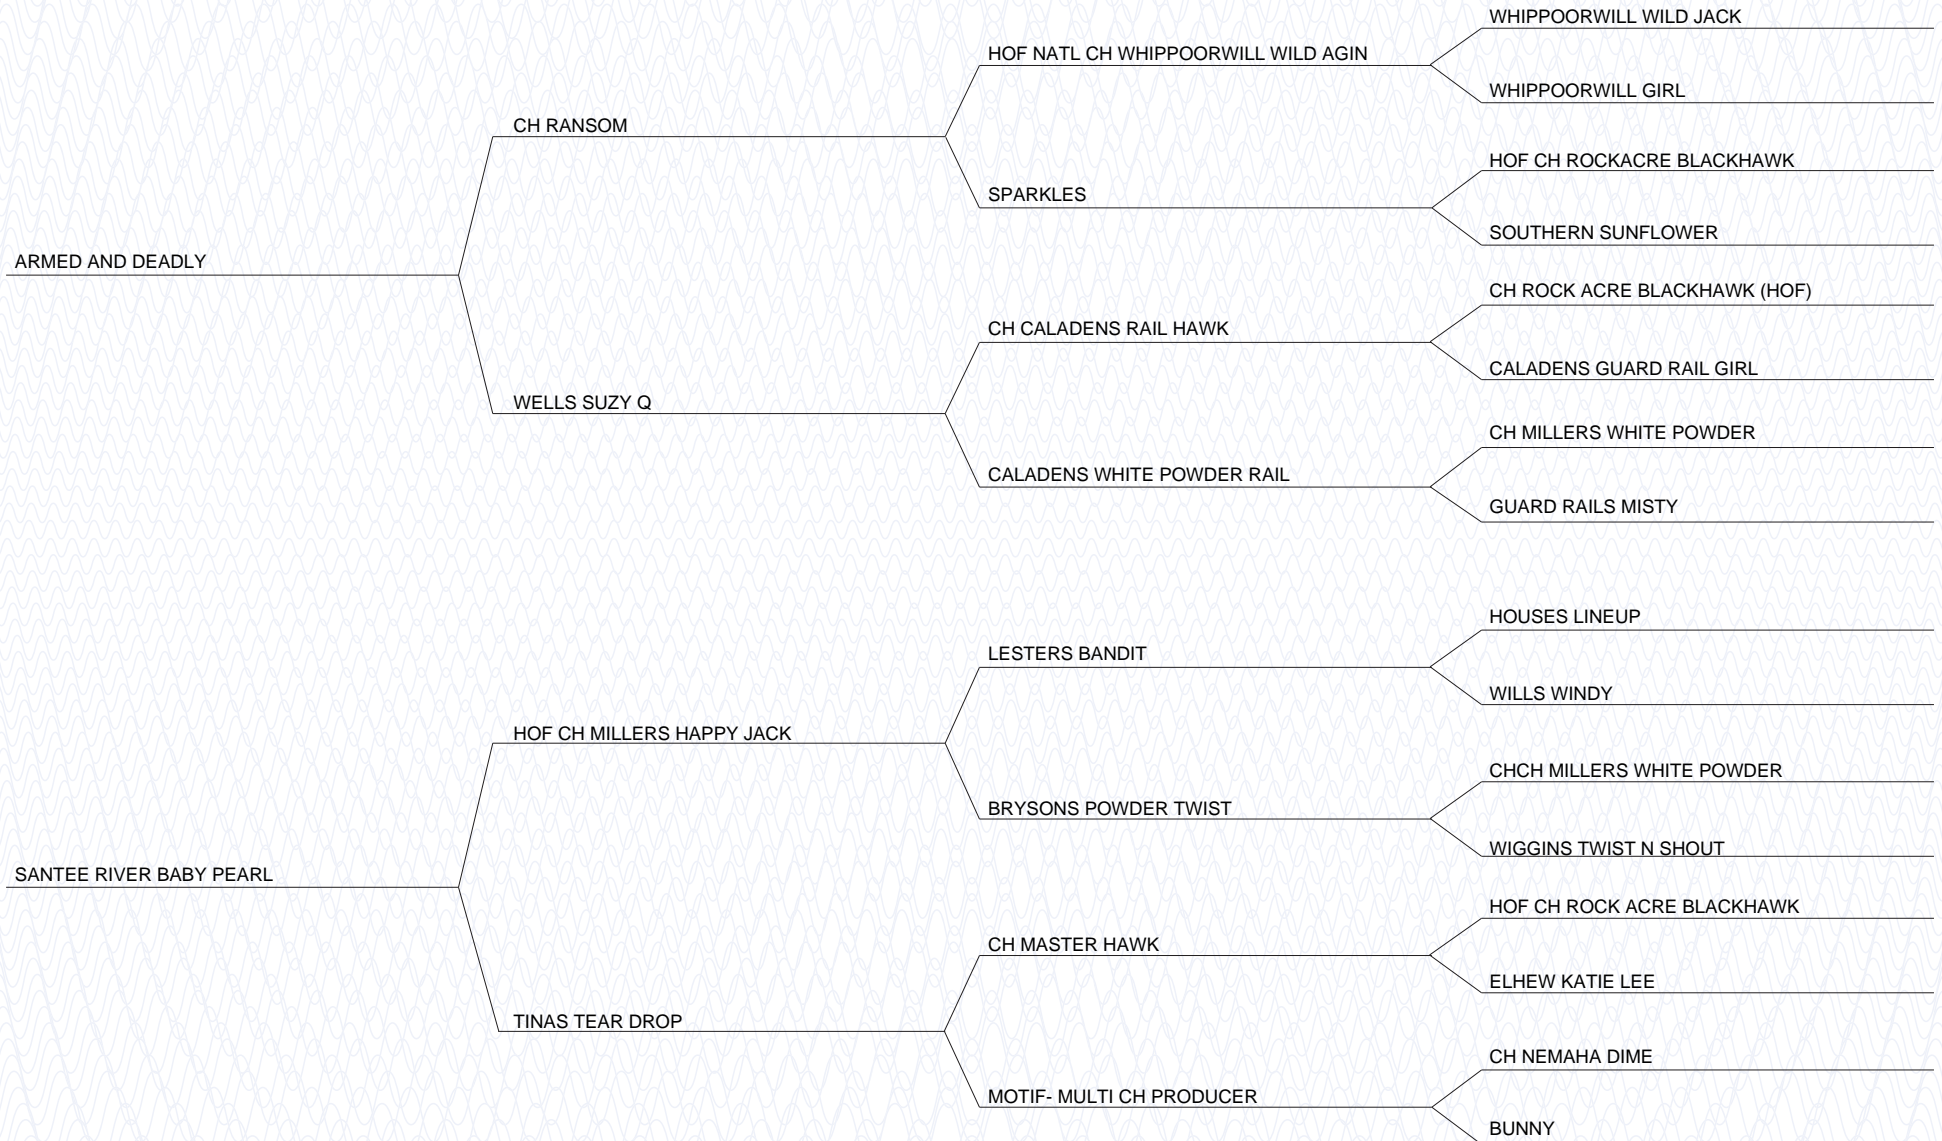 WHIPPOORWILL WILD JACK
HOF NATL CH WHIPPOORWILL WILD AGIN
WHIPPOORWILL GIRL
CH RANSOM
HOF CH ROCKACRE BLACKHAWK
SPARKLES
SOUTHERN SUNFLOWER
ARMED AND DEADLY
CH ROCK ACRE BLACKHAWK (HOF)
CH CALADENS RAIL HAWK
CALADENS GUARD RAIL GIRL
WELLS SUZY Q
CH MILLERS WHITE POWDER
CALADENS WHITE POWDER RAIL
GUARD RAILS MISTY
HOUSES LINEUP
LESTERS BANDIT
WILLS WINDY
HOF CH MILLERS HAPPY JACK
CHCH MILLERS WHITE POWDER
BRYSONS POWDER TWIST
WIGGINS TWIST N SHOUT
SANTEE RIVER BABY PEARL
HOF CH ROCK ACRE BLACKHAWK
CH MASTER HAWK
ELHEW KATIE LEE
TINAS TEAR DROP
CH NEMAHA DIME
MOTIF- MULTI CH PRODUCER
BUNNY